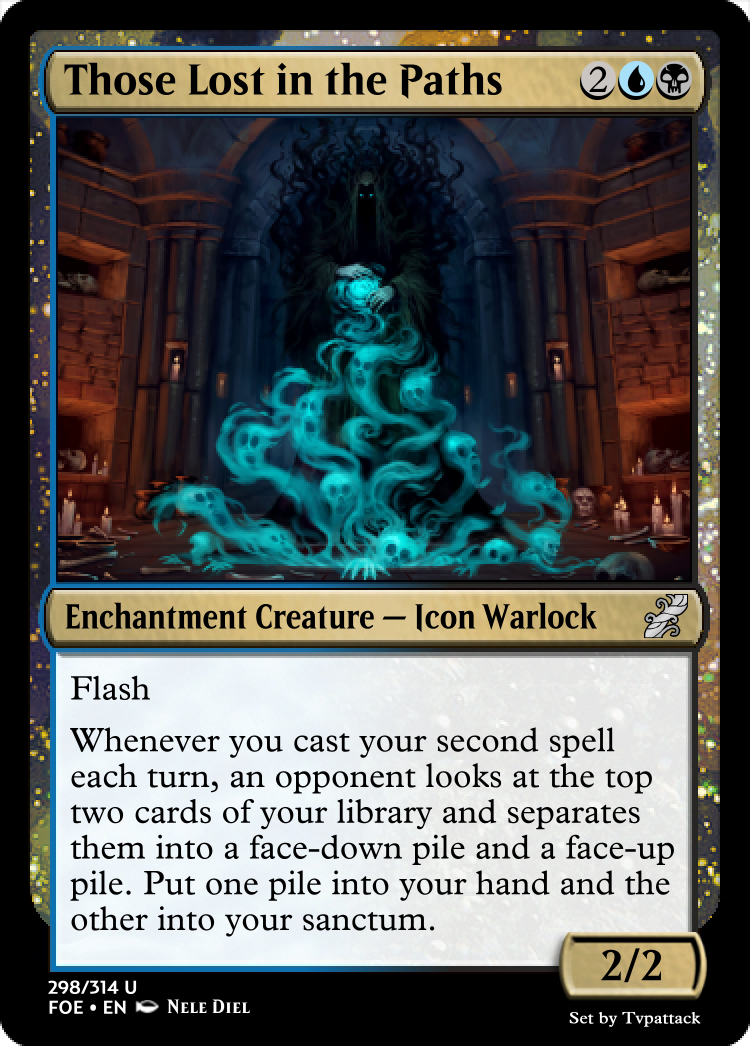 Those Lost in the Paths 2
Enchantment Creature — Icon Warlock
Flash
Whenever you cast your second spell
each turn, an opponent looks at the top
two cards of your library and separates
them into a face-down pile and a face-up
pile. Put one pile into your hand and the
other into your sanctum.
2/2
298/314 U
FOE • EN NELE DIEL
Set by Tvpattack